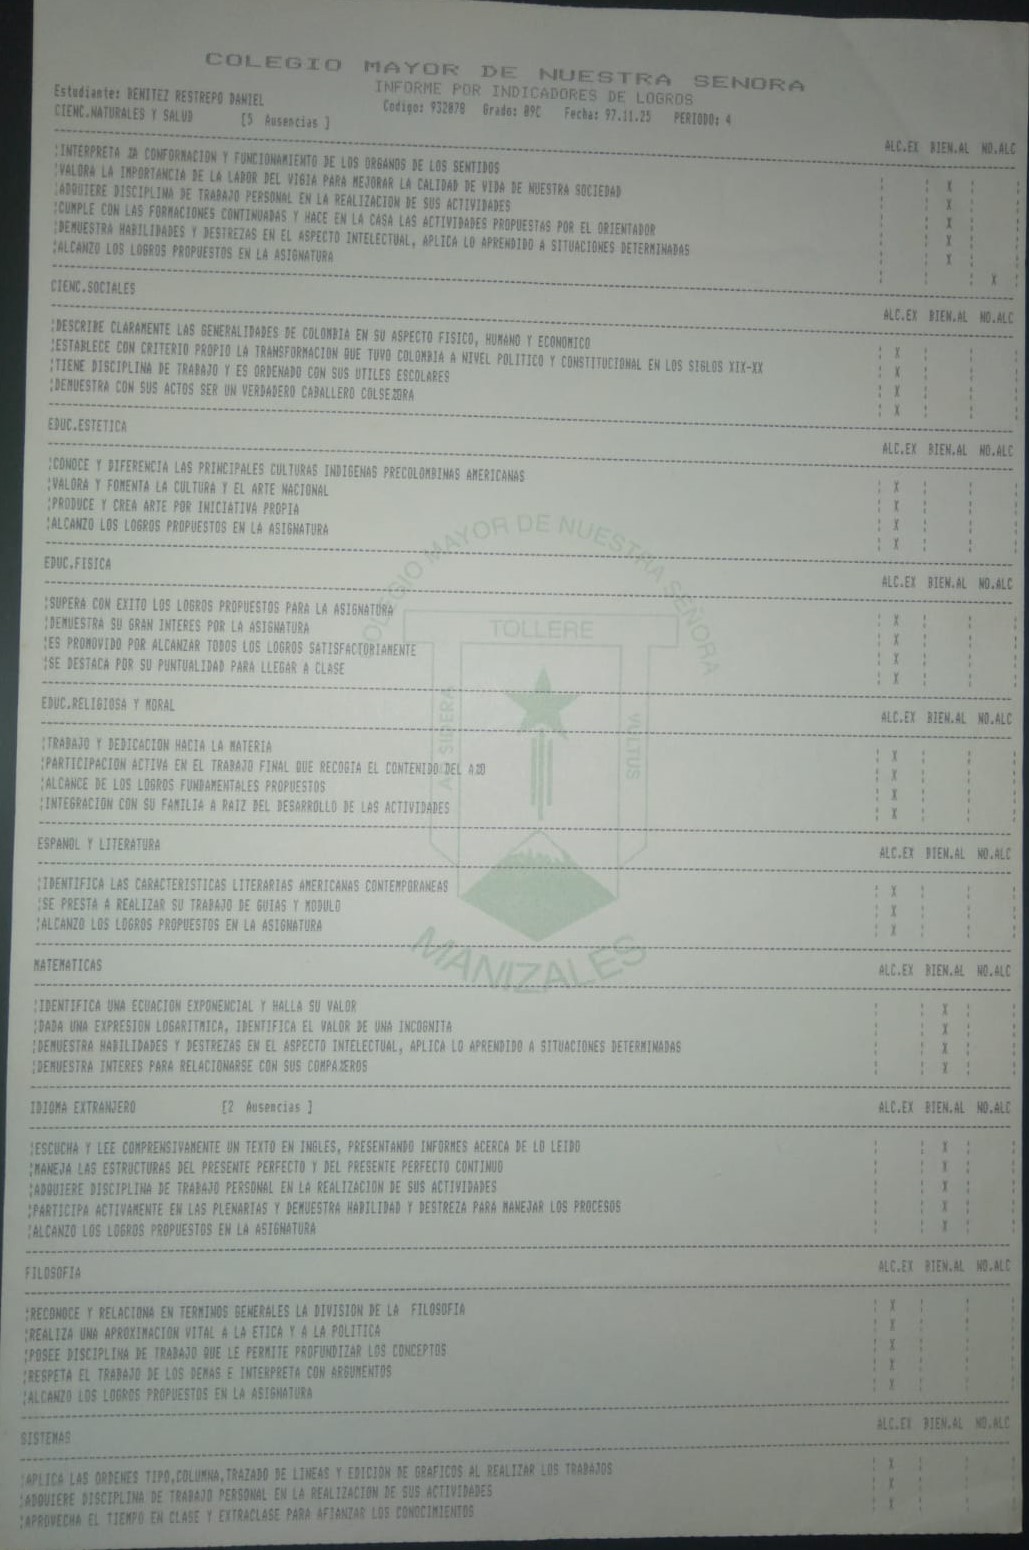 COLEGIO MAYOR DE NUESTRA SENORA
INFORME POR INDICADORES DE LOGROS
Estudiante: BENITEZ RESTREPO DANIEL Codigo: 932078 Grado: 09C Fecha: 97.11.25 PERIODO: 4
CIENC.NATURALES Y SALUD [5 Ausencias ]
ALC.EX BIEN.AL NO.ALC
INTERPRETA LA CONFORMACION Y FUNCIONAMIENTO DE LOS ORGANOS DE LOS SENTIDOS X
VALORA LA IMPORTANCIA DE LA LABOR DEL VIGIA PARA MEJORAR LA CALIDAD DE VIDA DE NUESTRA SOCIEDAD X
ADQUIERE DISCIPLINA DE TRABAJO PERSONAL EN LA REALIZACION DE SUS ACTIVIDADES X
CUMPLE CON LAS FORMACIONES CONTINUADAS Y HACE EN LA CASA LAS ACTIVIDADES PROPUESTAS POR EL ORIENTADOR X
DEMUESTRA HABILIDADES Y DESTREZAS EN EL ASPECTO INTELECTUAL, APLICA LO APRENDIDO A SITUACIONES DETERMINADAS X
ALCANZO LOS LOGROS PROPUESTOS EN LA ASIGNATURA X
CIENC.SOCIALES ALC.EX BIEN.AL NO.ALC
DESCRIBE CLARAMENTE LAS GENERALIDADES DE COLOMBIA EN SU ASPECTO FISICO, HUMANO Y ECONOMICO X
ESTABLECE CON CRITERIO PROPIO LA TRANSFORMACION QUE TUVO COLOMBIA A NIVEL POLITICO Y CONSTITUCIONAL EN LOS SIGLOS XIX-XX X
TIENE DISCIPLINA DE TRABAJO Y ES ORDENADO CON SUS UTILES ESCOLARES X
DEMUESTRA CON SUS ACTOS SER UN VERDADERO CABALLERO X
EDUC.ESTETICA ALC.EX BIEN.AL NO.ALC
CONOCE Y DIFERENCIA LAS PRINCIPALES CULTURAS INDIGENAS PRECOLOMBINAS AMERICANAS X
VALORA Y FOMENTA LA CULTURA Y EL ARTE NACIONAL X
PRODUCE Y CREA ARTE POR INICIATIVA PROPIA X
ALCANZO LOS LOGROS PROPUESTOS EN LA ASIGNATURA X
COLEGIO MAYOR DE NUESTRA SEÑORA
EDUC.FISICA ALC.EX BIEN.AL NO.ALC
SUPERA CON EXITO LOS LOGROS PROPUESTOS PARA LA ASIGNATURA X
DEMUESTRA SU GRAN INTERES POR LA ASIGNATURA X
TOLLERE
ES PROMOVIDO POR ALCANZAR TODOS LOS LOGROS SATISFACTORIAMENTE X
SE DESTACA POR SU PUNTUALIDAD PARA LLEGAR A CLASE X
EDUC.RELIGIOSA Y MORAL ALC.EX BIEN.AL NO.ALC
A SUPERA
VULTUS
TRABAJO Y DEDICACION HACIA LA MATERIA X
PARTICIPACION ACTIVA EN EL TRABAJO FINAL QUE RECOGIA EL CONTENIDO DEL X
ALCANCE DE LOS LOGROS FUNDAMENTALES PROPUESTOS X
INTEGRACION CON SU FAMILIA A RAIZ DEL DESARROLLO DE LAS ACTIVIDADES X
ESPANOL Y LITERATURA ALC.EX BIEN.AL NO.ALC
IDENTIFICA LAS CARACTERISTICAS LITERARIAS AMERICANAS CONTEMPORANEAS X
SE PRESTA A REALIZAR SU TRABAJO DE GUIAS Y MODULO X
ALCANZO LOS LOGROS PROPUESTOS EN LA ASIGNATURA X
MANIZALES
MATEMATICAS ALC.EX BIEN.AL NO.ALC
IDENTIFICA UNA ECUACION EXPONENCIAL Y HALLA SU VALOR X
DADA UNA EXPRESION LOGARITMICA, IDENTIFICA EL VALOR DE UNA INCOGNITA X
DEMUESTRA HABILIDADES Y DESTREZAS EN EL ASPECTO INTELECTUAL, APLICA LO APRENDIDO A SITUACIONES DETERMINADAS X
DEMUESTRA INTERES PARA RELACIONARSE CON SUS X
IDIOMA EXTRANJERO [2 Ausencias ] ALC.EX BIEN.AL NO.ALC
ESCUCHA Y LEE COMPRENSIVAMENTE UN TEXTO EN INGLES, PRESENTANDO INFORMES ACERCA DE LO LEIDO X
MANEJA LAS ESTRUCTURAS DEL PRESENTE PERFECTO Y DEL PRESENTE PERFECTO CONTINUO X
ADQUIERE DISCIPLINA DE TRABAJO PERSONAL EN LA REALIZACION DE SUS ACTIVIDADES X
PARTICIPA ACTIVAMENTE EN LAS PLENARIAS Y DEMUESTRA HABILIDAD Y DESTREZA PARA MANEJAR LOS PROCESOS X
ALCANZO LOS LOGROS PROPUESTOS EN LA ASIGNATURA X
FILOSOFIA ALC.EX BIEN.AL NO.ALC
RECONOCE Y RELACIONA EN TERMINOS GENERALES LA DIVISION DE LA FILOSOFIA X
REALIZA UNA APROXIMACION VITAL A LA ETICA Y A LA POLITICA X
POSEE DISCIPLINA DE TRABAJO QUE LE PERMITE PROFUNDIZAR LOS CONCEPTOS X
RESPETA EL TRABAJO DE LOS DEMAS E INTERPRETA CON ARGUMENTOS X
ALCANZO LOS LOGROS PROPUESTOS EN LA ASIGNATURA X
SISTEMAS ALC.EX BIEN.AL NO.ALC
APLICA LAS ORDENES TIPO,COLUMNA,TRAZADO DE LINEAS Y EDICION DE GRAFICOS AL REALIZAR LOS TRABAJOS X
ADQUIERE DISCIPLINA DE TRABAJO PERSONAL EN LA REALIZACION DE SUS ACTIVIDADES X
APROVECHA EL TIEMPO EN CLASE Y EXTRACLASE PARA AFIANZAR LOS CONOCIMIENTOS X